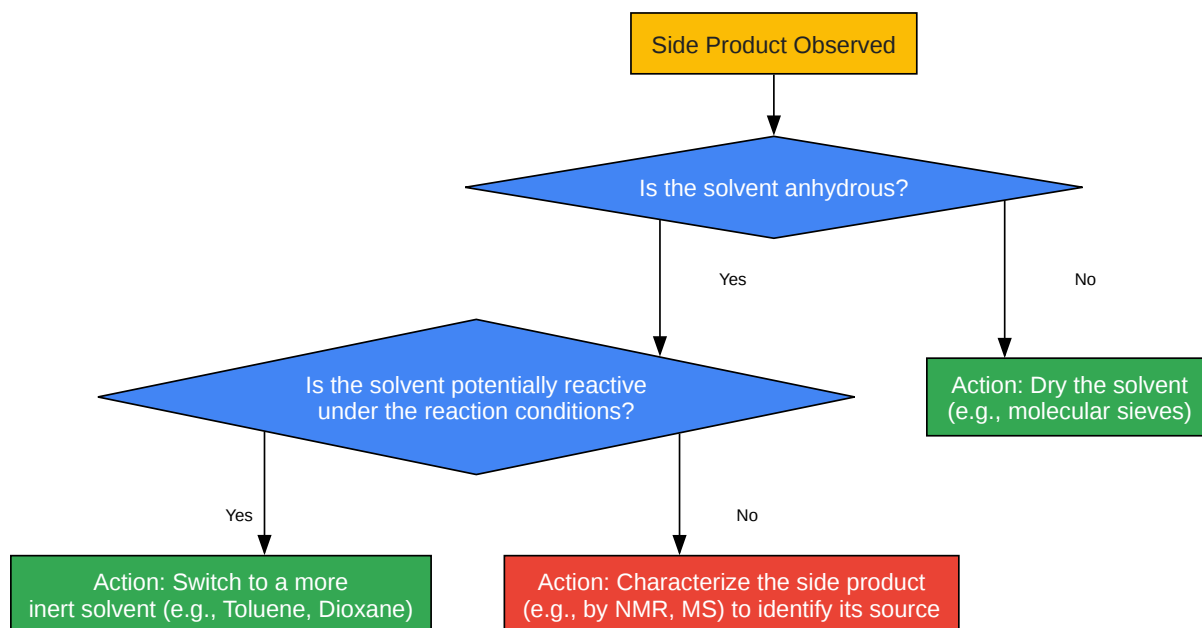 Side Product Observed
Is the solvent anhydrous?
Yes
No
Is the solvent potentially reactive
under the reaction conditions?
Action: Dry the solvent
(e.g., molecular sieves)
Yes
No
Action: Switch to a more
inert solvent (e.g., Toluene, Dioxane)
Action: Characterize the side product
(e.g., by NMR, MS) to identify its source